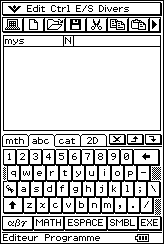 Edit Ctrl E/S Divers
mys N
mth abc cat 2D
1 2 3 4 5 6 7 8 9 0
q w e r t y u i o p -
a s d f g h j k l ; \
z x c v b n m , . /
αβγ MATH ESPACE SMBL EXE
Editeur Programme